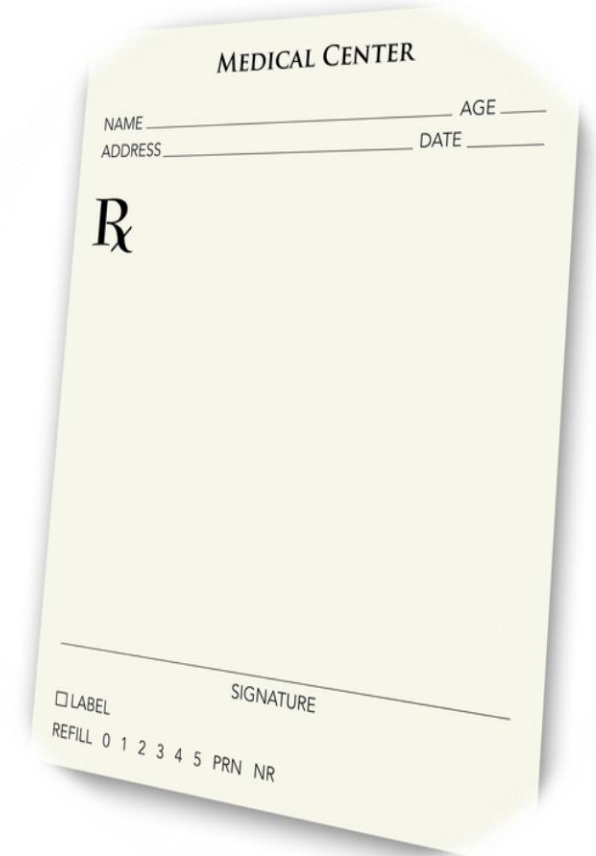 MEDICAL CENTER
NAME AGE
ADDRESS DATE
℞
SIGNATURE
LABEL
REFILL 0 1 2 3 4 5 PRN NR